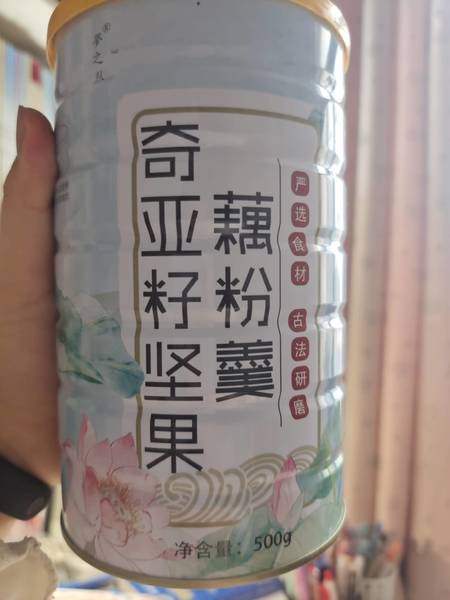 奇亚籽坚果
藕粉羹
严选食材 古法研磨
净含量：500g